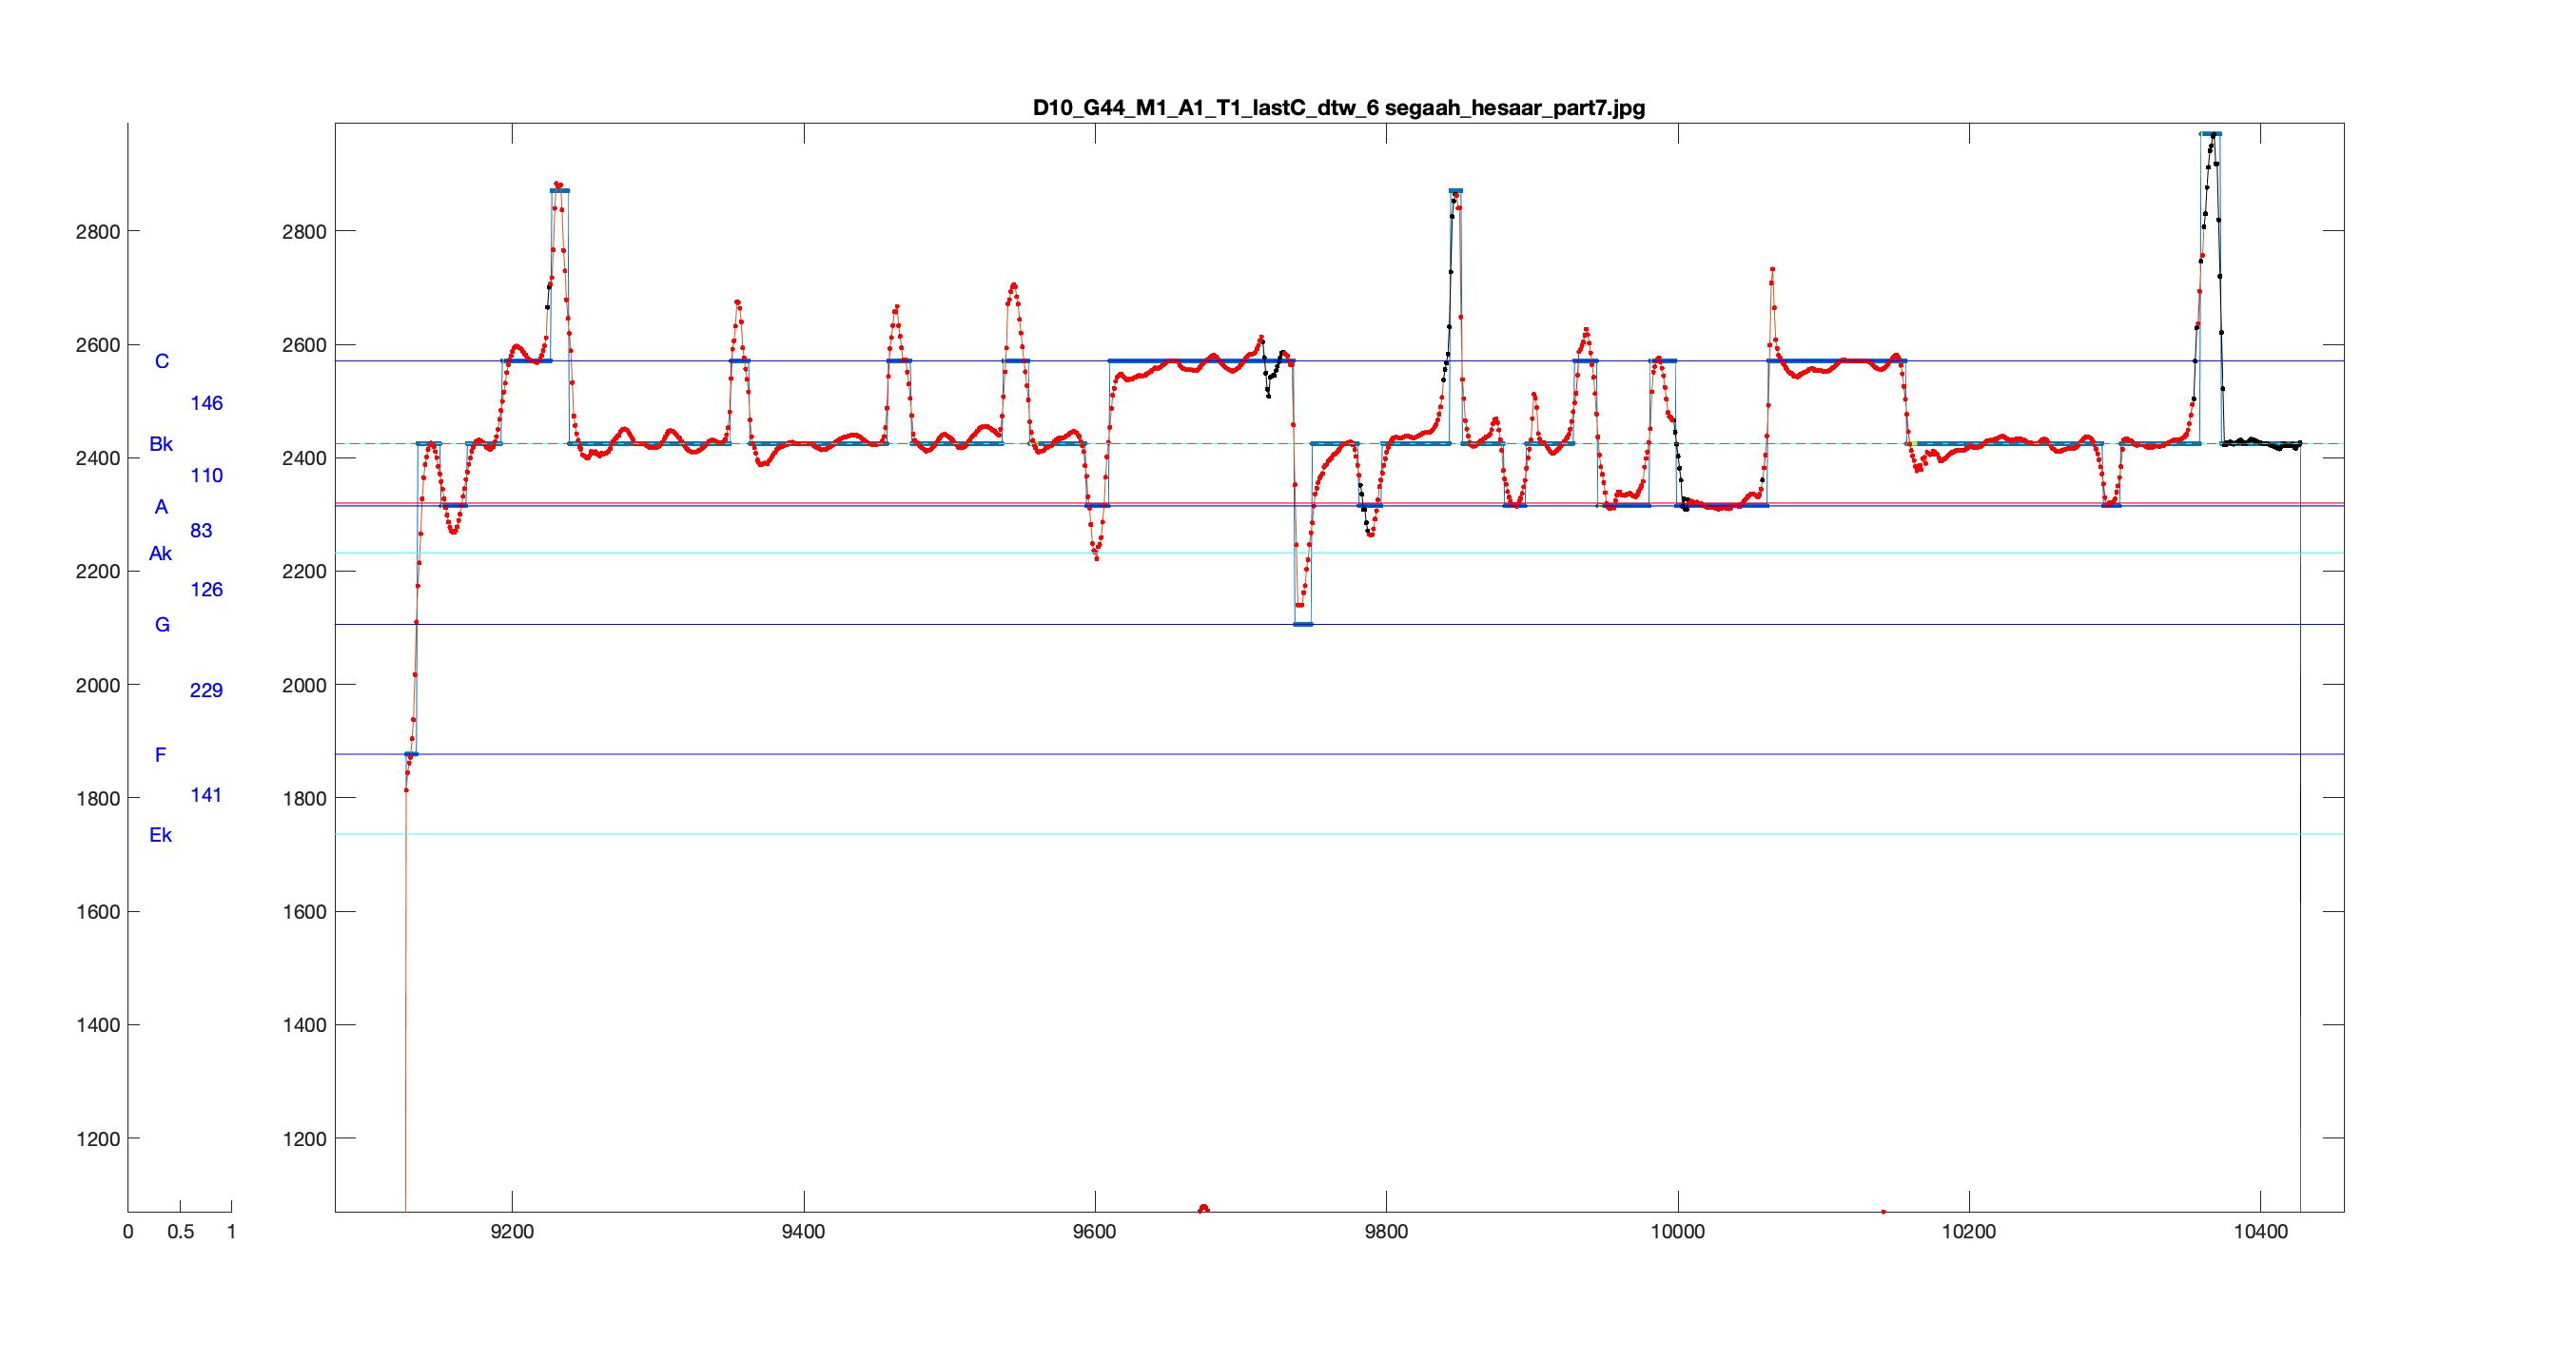 D10_G44_M1_A1_T1_lastC_dtw_6 segaah_hesaar_part7.jpg
2800 2800
2600 2600
C
146
Bk
2400 2400
110
A
83
Ak
2200 2200
126
G
2000 2000
229
F
1800 141 1800
Ek
1600 1600
1400 1400
1200 1200
0 0.5 1 9200 9400 9600 9800 10000 10200 10400